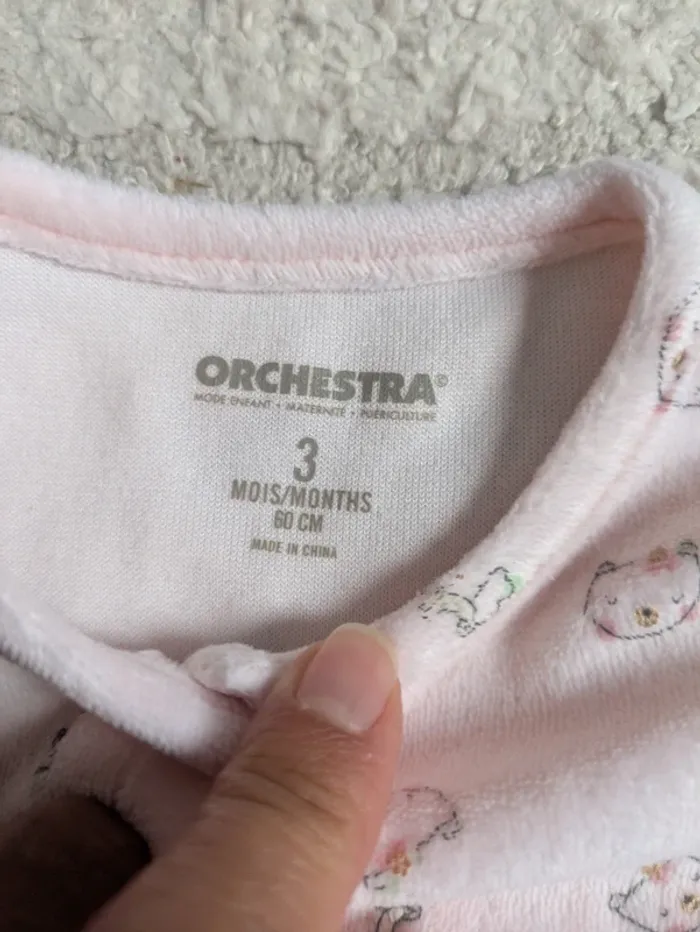 ORCHESTRA©
MODE ENFANT • MATERNITÉ • PUÉRICULTURE
3
MOIS/MONTHS
60 CM
MADE IN CHINA